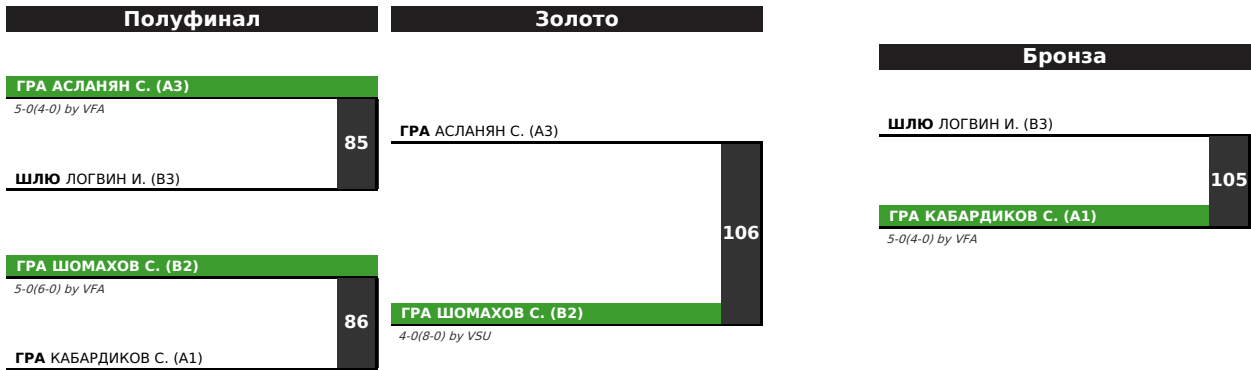 Полуфинал
ГРА АСЛАНЯН С. (A3)
5-0(4-0) by VFA
85
ШЛЮ ЛОГВИН И. (B3)
ГРА ШОМАХОВ С. (B2)
5-0(6-0) by VFA
86
ГРА КАБАРДИКОВ С. (A1)
Золото
ГРА АСЛАНЯН С. (A3)
106
ГРА ШОМАХОВ С. (B2)
4-0(8-0) by VSU
Бронза
ШЛЮ ЛОГВИН И. (B3)
105
ГРА КАБАРДИКОВ С. (A1)
5-0(4-0) by VFA